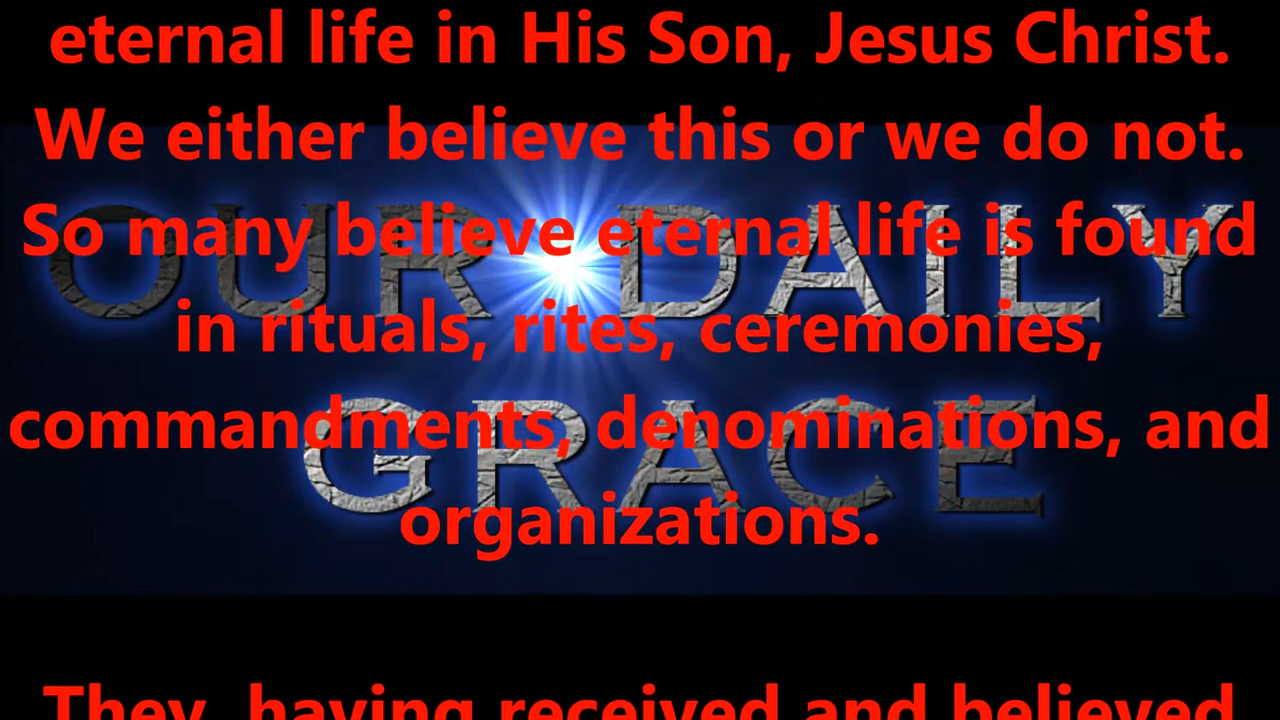 eternal life in His Son, Jesus Christ.
We either believe this or we do not.
So many believe eternal life is found
OUR DAILY
in rituals, rites, ceremonies,
commandments, denominations, and
GRACE
organizations.
They, having received and believed